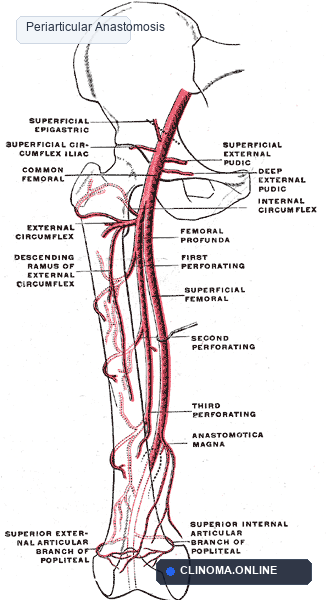 Periarticular Anastomosis
SUPERFICIAL
EPIGASTRIC
SUPERFICIAL CIR-
CUMFLEX ILIAC
COMMON
FEMORAL
SUPERFICIAL
EXTERNAL
PUDIC
DEEP
EXTERNAL
PUDIC
INTERNAL
CIRCUMFLEX
EXTERNAL
CIRCUMFLEX
FEMORAL
PROFUNDA
DESCENDING
RAMUS OF
EXTERNAL
CIRCUMFLEX
FIRST
PERFORATING
SUPERFICIAL
FEMORAL
SECOND
PERFORATING
THIRD
PERFORATING
ANASTOMOTICA
MAGNA
SUPERIOR EXTER-
NAL ARTICULAR
BRANCH OF
POPLITEAL
SUPERIOR INTERNAL
ARTICULAR
BRANCH OF
POPLITEAL
CLINOMA.ONLINE